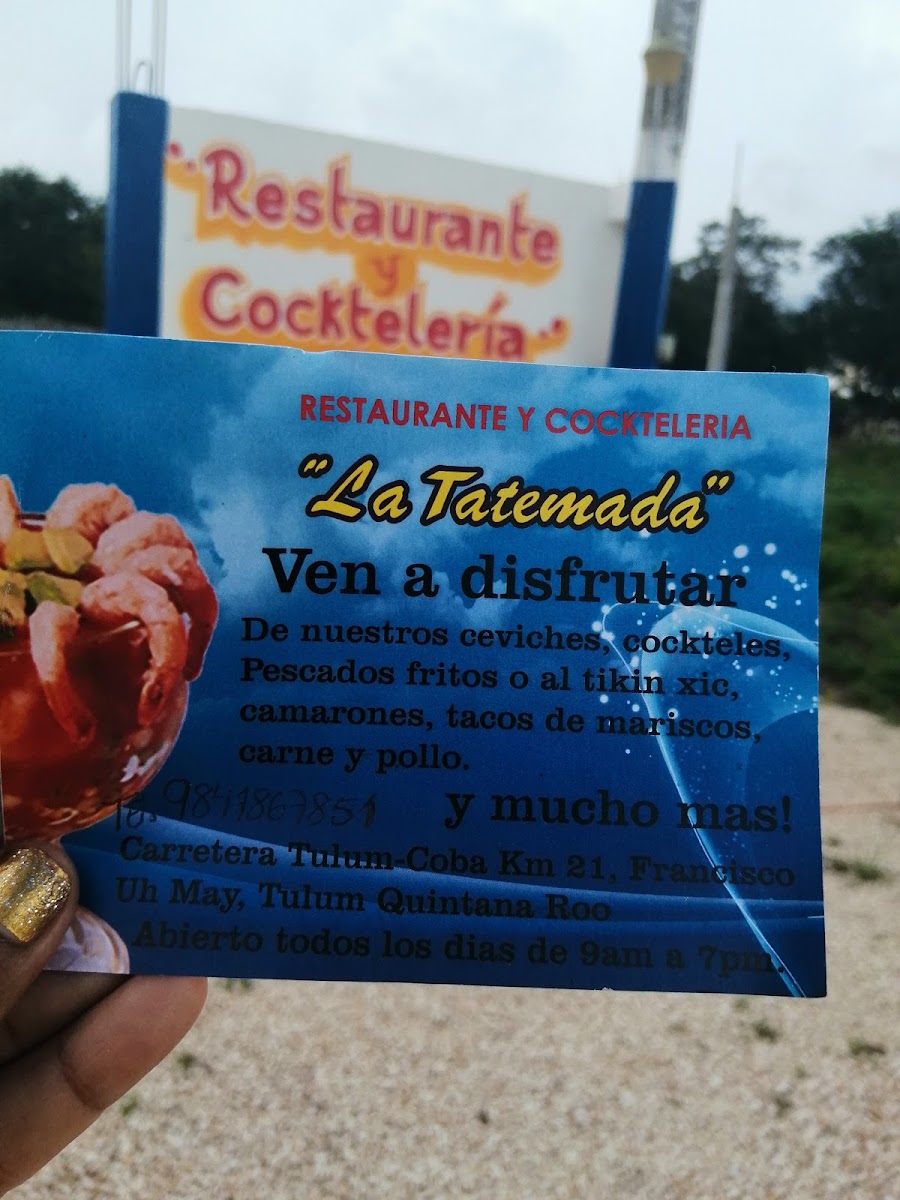 Restaurante
y
Cocktelería
RESTAURANTE Y COCKTELERIA
"La Tatemada"
Ven a disfrutar
De nuestros ceviches, cockteles,
Pescados fritos o al tikin xic,
camarones, tacos de mariscos,
carne y pollo.
Tel. 9841867851 y mucho mas!
Carretera Tulum-Coba Km 21, Francisco
Uh May, Tulum Quintana Roo
Abierto todos los dias de 9am a 7pm.